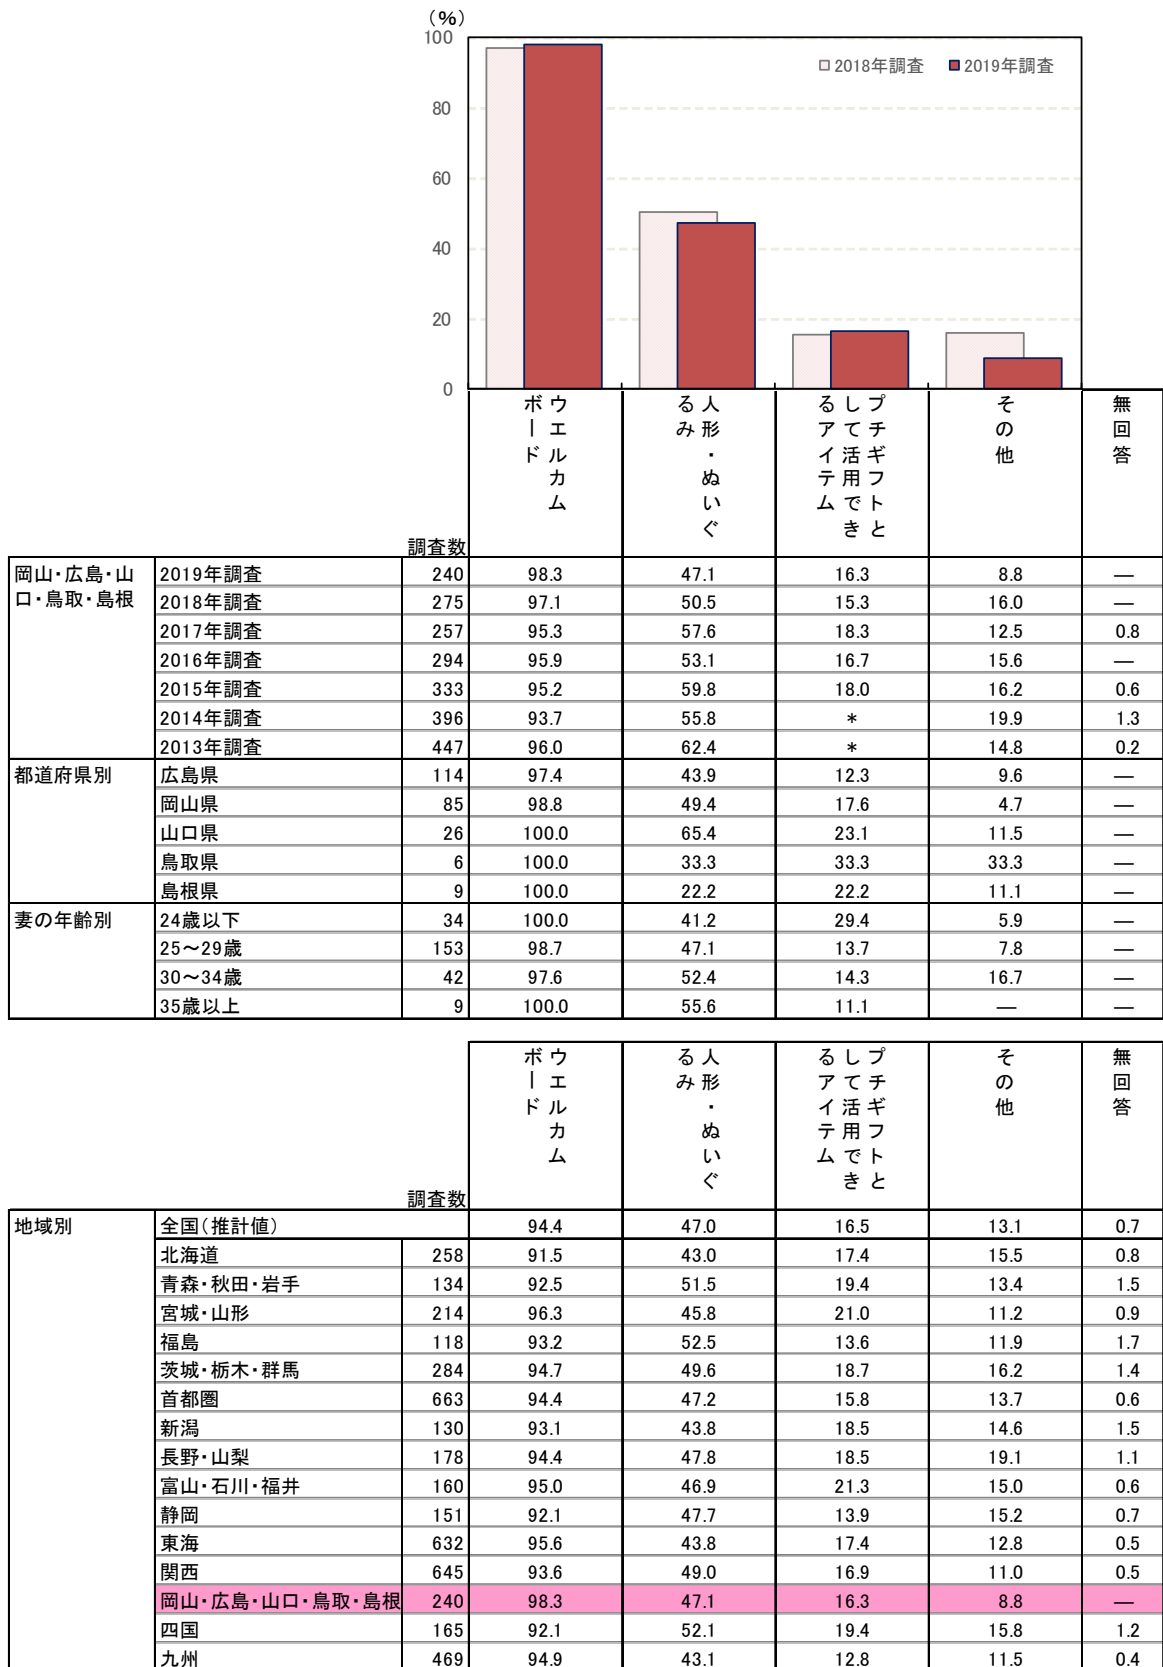 (%)
100
80
60
40
20
0
2018年調査 2019年調査
調査数 ウエルカムボード 人形・ぬいぐるみ プチギフトとして活用できるアイテム その他 無回答
岡山・広島・山口・鳥取・島根 2019年調査 240 98.3 47.1 16.3 8.8 ―
2018年調査 275 97.1 50.5 15.3 16.0 ―
2017年調査 257 95.3 57.6 18.3 12.5 0.8
2016年調査 294 95.9 53.1 16.7 15.6 ―
2015年調査 333 95.2 59.8 18.0 16.2 0.6
2014年調査 396 93.7 55.8 * 19.9 1.3
2013年調査 447 96.0 62.4 * 14.8 0.2
都道府県別 広島県 114 97.4 43.9 12.3 9.6 ―
岡山県 85 98.8 49.4 17.6 4.7 ―
山口県 26 100.0 65.4 23.1 11.5 ―
鳥取県 6 100.0 33.3 33.3 33.3 ―
島根県 9 100.0 22.2 22.2 11.1 ―
妻の年齢別 24歳以下 34 100.0 41.2 29.4 5.9 ―
25～29歳 153 98.7 47.1 13.7 7.8 ―
30～34歳 42 97.6 52.4 14.3 16.7 ―
35歳以上 9 100.0 55.6 11.1 ― ―
調査数 ウエルカムボード 人形・ぬいぐるみ プチギフトとして活用できるアイテム その他 無回答
地域別 全国(推計値) 94.4 47.0 16.5 13.1 0.7
北海道 258 91.5 43.0 17.4 15.5 0.8
青森・秋田・岩手 134 92.5 51.5 19.4 13.4 1.5
宮城・山形 214 96.3 45.8 21.0 11.2 0.9
福島 118 93.2 52.5 13.6 11.9 1.7
茨城・栃木・群馬 284 94.7 49.6 18.7 16.2 1.4
首都圏 663 94.4 47.2 15.8 13.7 0.6
新潟 130 93.1 43.8 18.5 14.6 1.5
長野・山梨 178 94.4 47.8 18.5 19.1 1.1
富山・石川・福井 160 95.0 46.9 21.3 15.0 0.6
静岡 151 92.1 47.7 13.9 15.2 0.7
東海 632 95.6 43.8 17.4 12.8 0.5
関西 645 93.6 49.0 16.9 11.0 0.5
岡山・広島・山口・鳥取・島根 240 98.3 47.1 16.3 8.8 ―
四国 165 92.1 52.1 19.4 15.8 1.2
九州 469 94.9 43.1 12.8 11.5 0.4